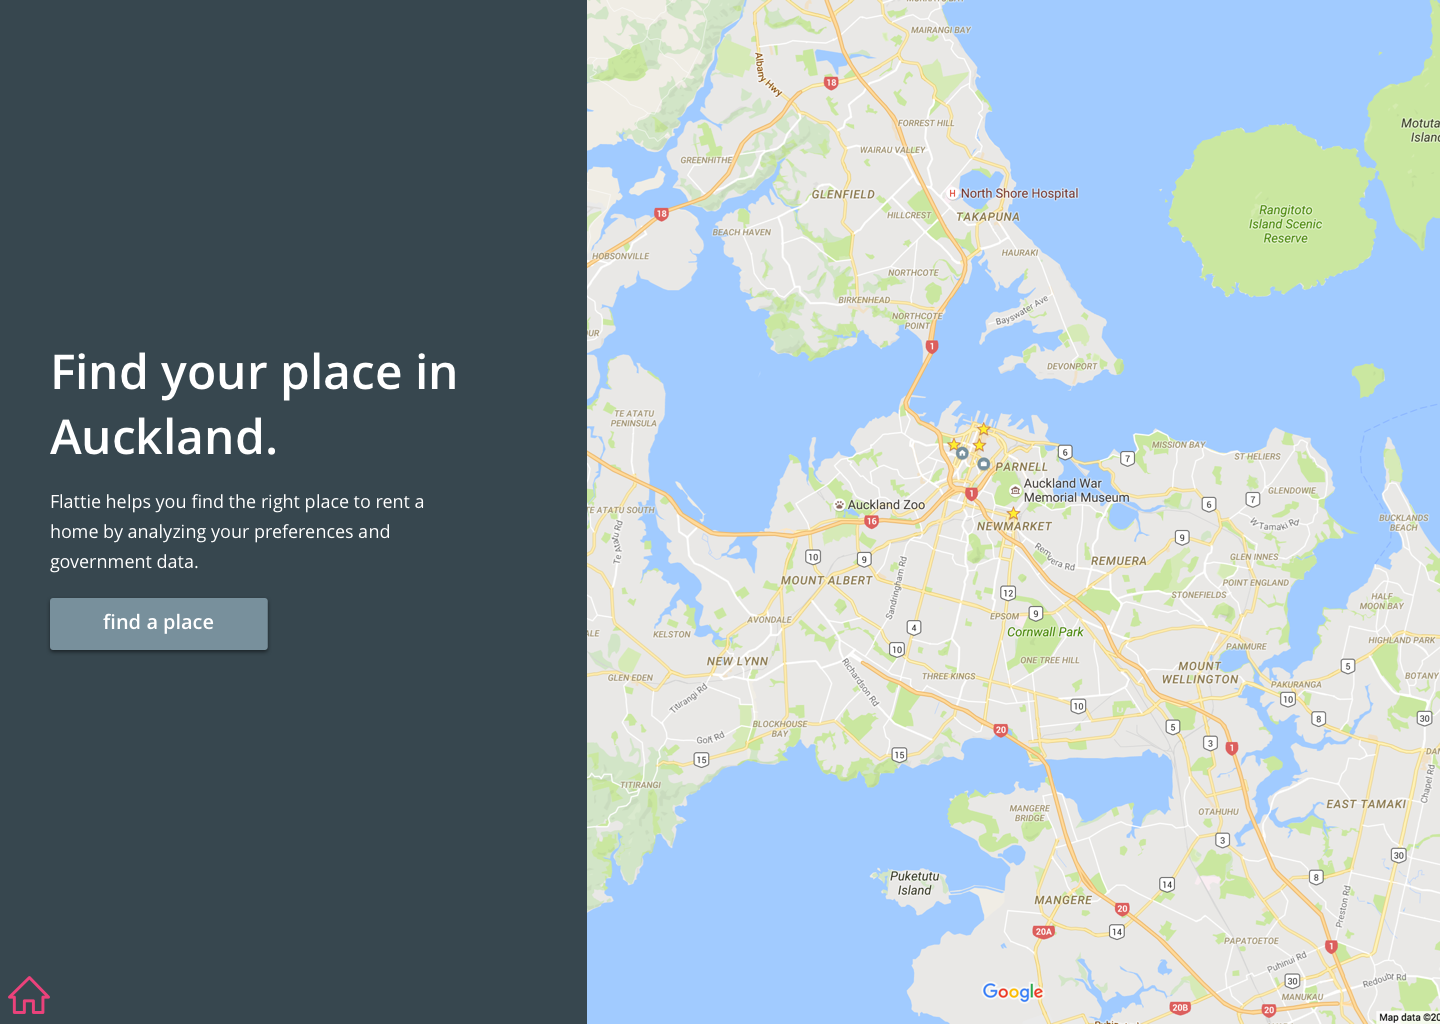 Find your place in
Auckland.
Flattie helps you find the right place to rent a
home by analyzing your preferences and
government data.
find a place
MAIRANGI BAY
Albany Hwy
18
FOREST HILL
WAIRAU VALLEY
GREENHITHE
Motuta
Island
H North Shore Hospital
GLENFIELD
18
HILLCREST
TAKAPUNA
Rangitoto
Island Scenic
Reserve
BEACH HAVEN
HOBSONVILLE
HAURAKI
NORTHCOTE
BIRKENHEAD
Bayswater Ave
NORTHCOTE
POINT
OUR
1
DEVONPORT
TE ATATU
PENINSULA
MISSION BAY
6
7
ST HELIERS
PARNELL
Auckland War
Memorial Museum
1
GLENDOWE
6
7
Auckland Zoo
TE ATATU SOUTH
16
NEWMARKET
W Tamaki Rd
BUCKLANDS
BEACH
Te Atatu Rd
9
10
9
Remuera Rd
REMUERA
GLEN INNES
MOUNT ALBERT
Sandringham Rd
POINT ENGLAND
12
STONEFIELDS
HALF
MOON BAY
9
EPSOM
AVONDALE
4
Cornwall Park
ALE
KELSTON
HIGHLAND PARK
10
PANMURE
NEW LYNN
ONE TREE HILL
MOUNT
WELLINGTON
5
Richardson Rd
THREE KINGS
GLEN EDEN
BOTANY
PAKURANGA
Titirangi Rd
10
10
8
30
BLOCKHOUSE
BAY
20
5
Golf Rd
3
1
15
15
DAN
TITIRANGI
Chapel Rd
EAST TAMAKI
MANGERE
BRIDGE
OTAHUHU
3
30
Puketutu
Island
8
14
MANGERE
20
Preston Rd
20A
14
PAPATOETOE
1
Puhinui Rd
30
Redoubt Rd
Google
MANUKAU
20B
20
Map data ©20